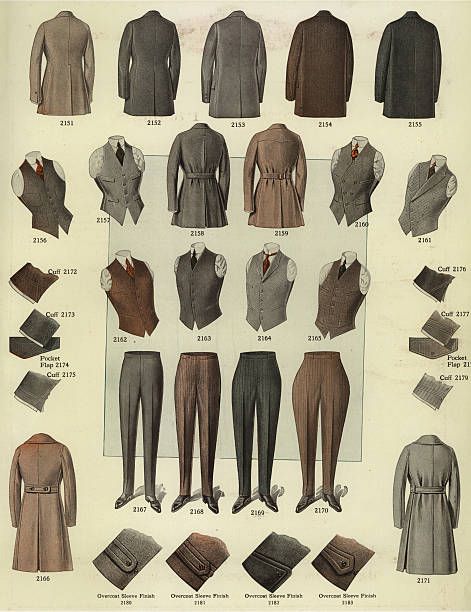 2151
2152
2153
2154
2155
2156
2157
2158
2159
2160
2161
Cuff 2172
Cuff 2173
Pocket
Flap 2174
Cuff 2175
2162
2163
2164
2165
Cuff 2176
Cuff 2177
Pocket
Flap 21
Cuff 2179
2167
2168
2169
2170
2166
2171
Overcoat Sleeve Finish
2180
Overcoat Sleeve Finish
2181
Overcoat Sleeve Finish
2182
Overcoat Sleeve Finish
2183